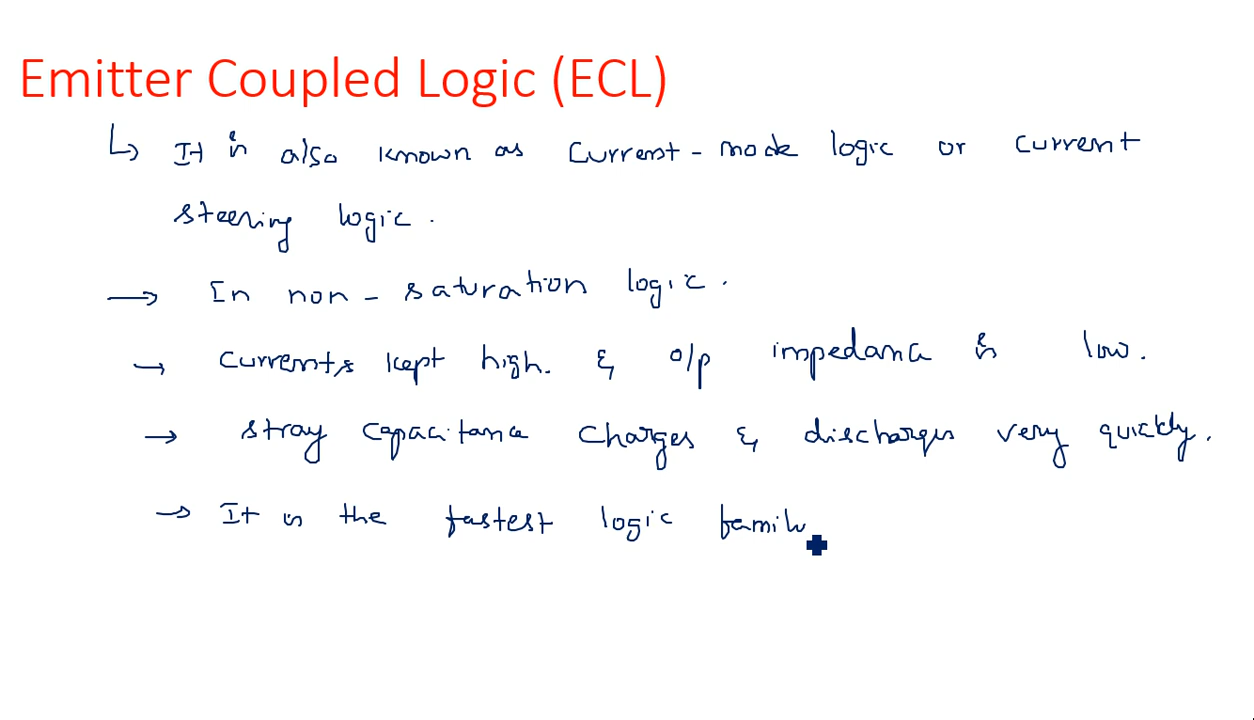 Emitter Coupled Logic (ECL)
↳ It is also known as current - mode logic or current
steering logic.
→ In non - saturation logic.
→ currents kept high. & o/p impedance is low.
→ stray capacitance charges & discharges very quickly.
→ It is the fastest logic famil